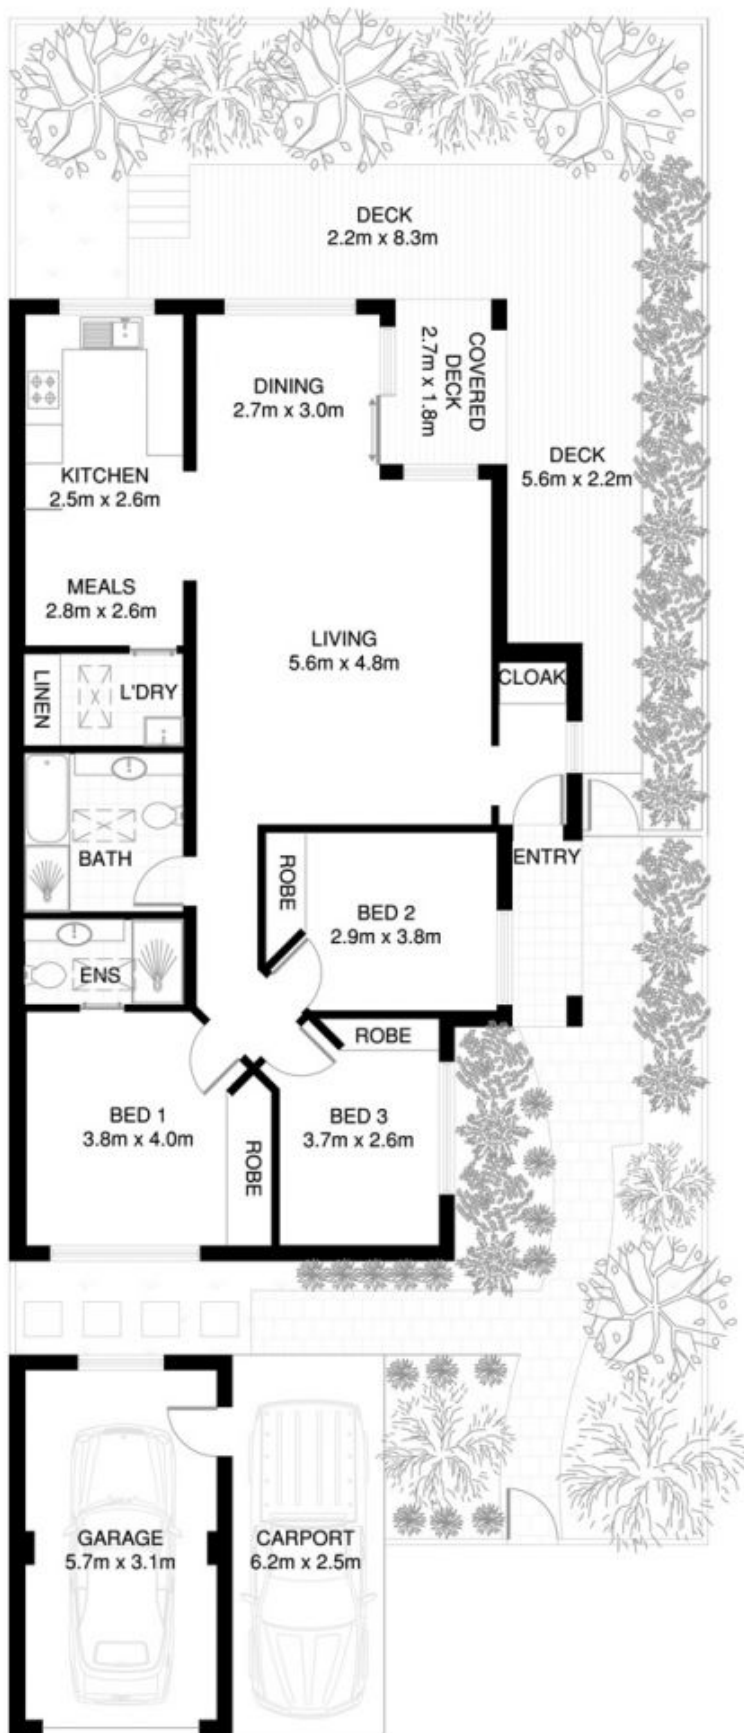 DECK
2.2m x 8.3m
DINING
2.7m x 3.0m
COVERED
DECK
2.7m x 1.8m
DECK
5.6m x 2.2m
KITCHEN
2.5m x 2.6m
MEALS
2.8m x 2.6m
LIVING
5.6m x 4.8m
LINEN
L'DRY
CLOAK
BATH
ROBE
ENTRY
BED 2
2.9m x 3.8m
ENS
ROBE
BED 1
3.8m x 4.0m
ROBE
BED 3
3.7m x 2.6m
GARAGE
5.7m x 3.1m
CARPORT
6.2m x 2.5m